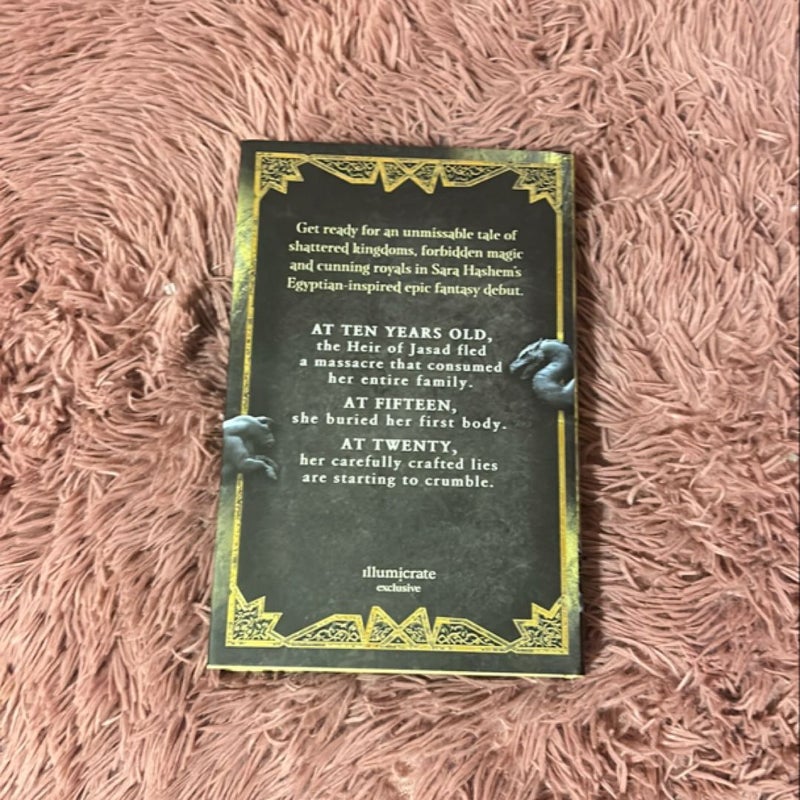 Get ready for an unmissable tale of
shattered kingdoms, forbidden magic
and cunning royals in Sara Hashem's
Egyptian-inspired epic fantasy debut.
AT TEN YEARS OLD,
the Heir of Jasad fled
a massacre that consumed
her entire family.
AT FIFTEEN,
she buried her first body.
AT TWENTY,
her carefully crafted lies
are starting to crumble.
illumicrate
exclusive